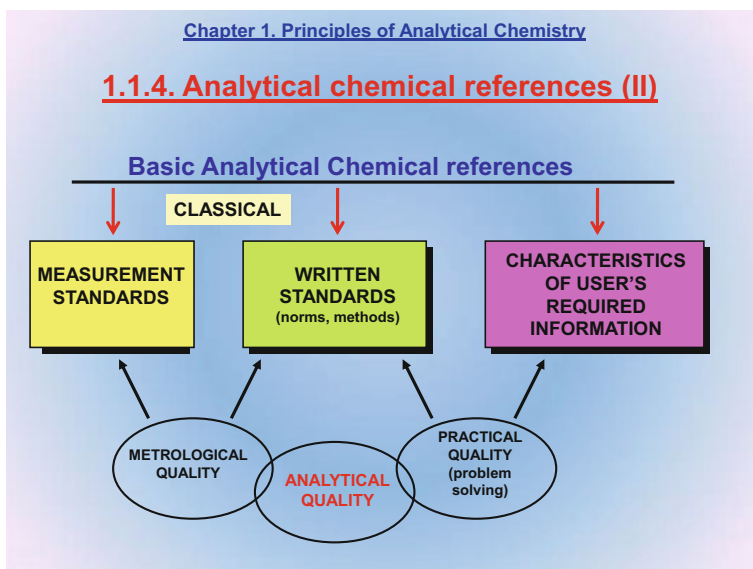 Chapter 1. Principles of Analytical Chemistry
1.1.4. Analytical chemical references (II)
Basic Analytical Chemical references
CLASSICAL
MEASUREMENT
STANDARDS
WRITTEN
STANDARDS
(norms, methods)
CHARACTERISTICS
OF USER'S
REQUIRED
INFORMATION
METROLOGICAL
QUALITY
ANALYTICAL
QUALITY
PRACTICAL
QUALITY
(problem
solving)